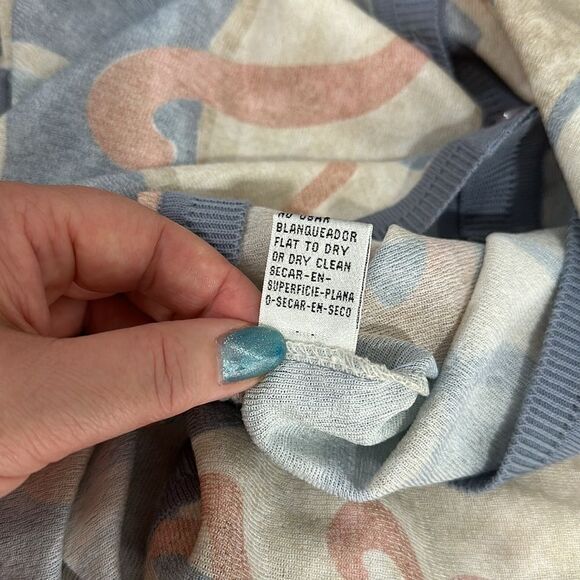 NO USAR
BLANQUEADOR
FLAT TO DRY
OR DRY CLEAN
SECAR-EN-
SUPERFICIE-PLANA
O-SECAR-EN-SECO